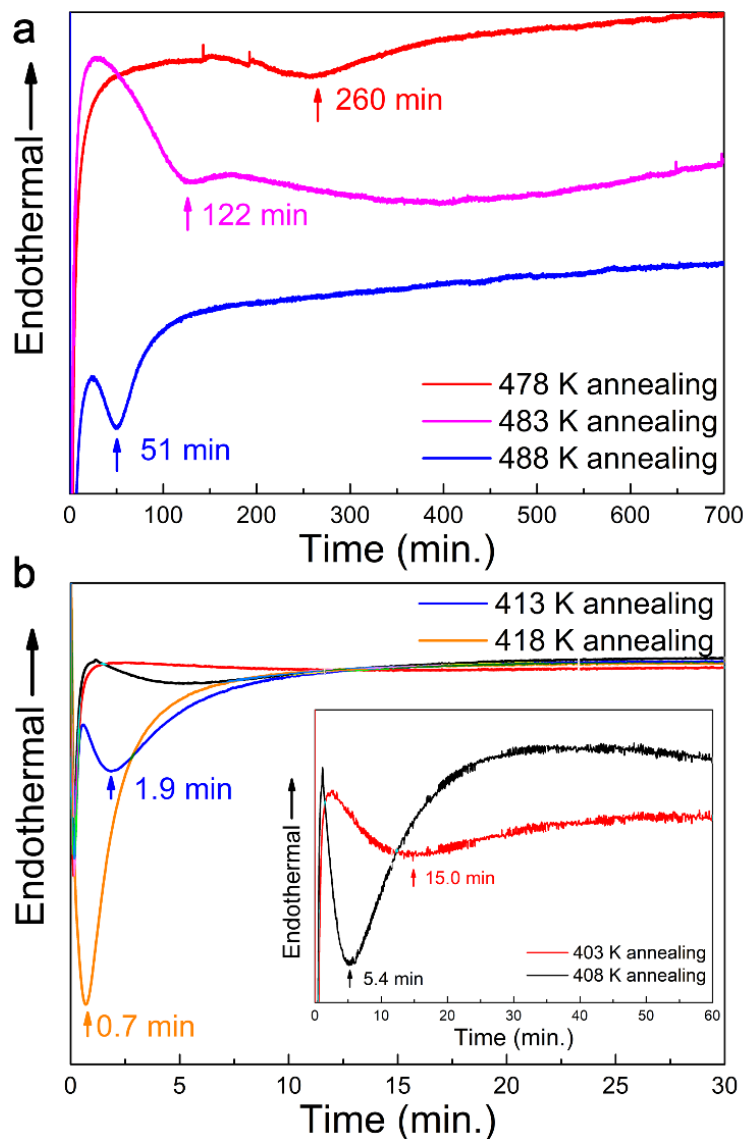 a
Endothermal
260 min
122 min
51 min
478 K annealing
483 K annealing
488 K annealing
0 100 200 300 400 500 600 700
Time (min.)
b
Endothermal
413 K annealing
418 K annealing
1.9 min
0.7 min
Endothermal
15.0 min
5.4 min
403 K annealing
408 K annealing
0 10 20 30 40 50 60
Time (min.)
0 5 10 15 20 25 30
Time (min.)